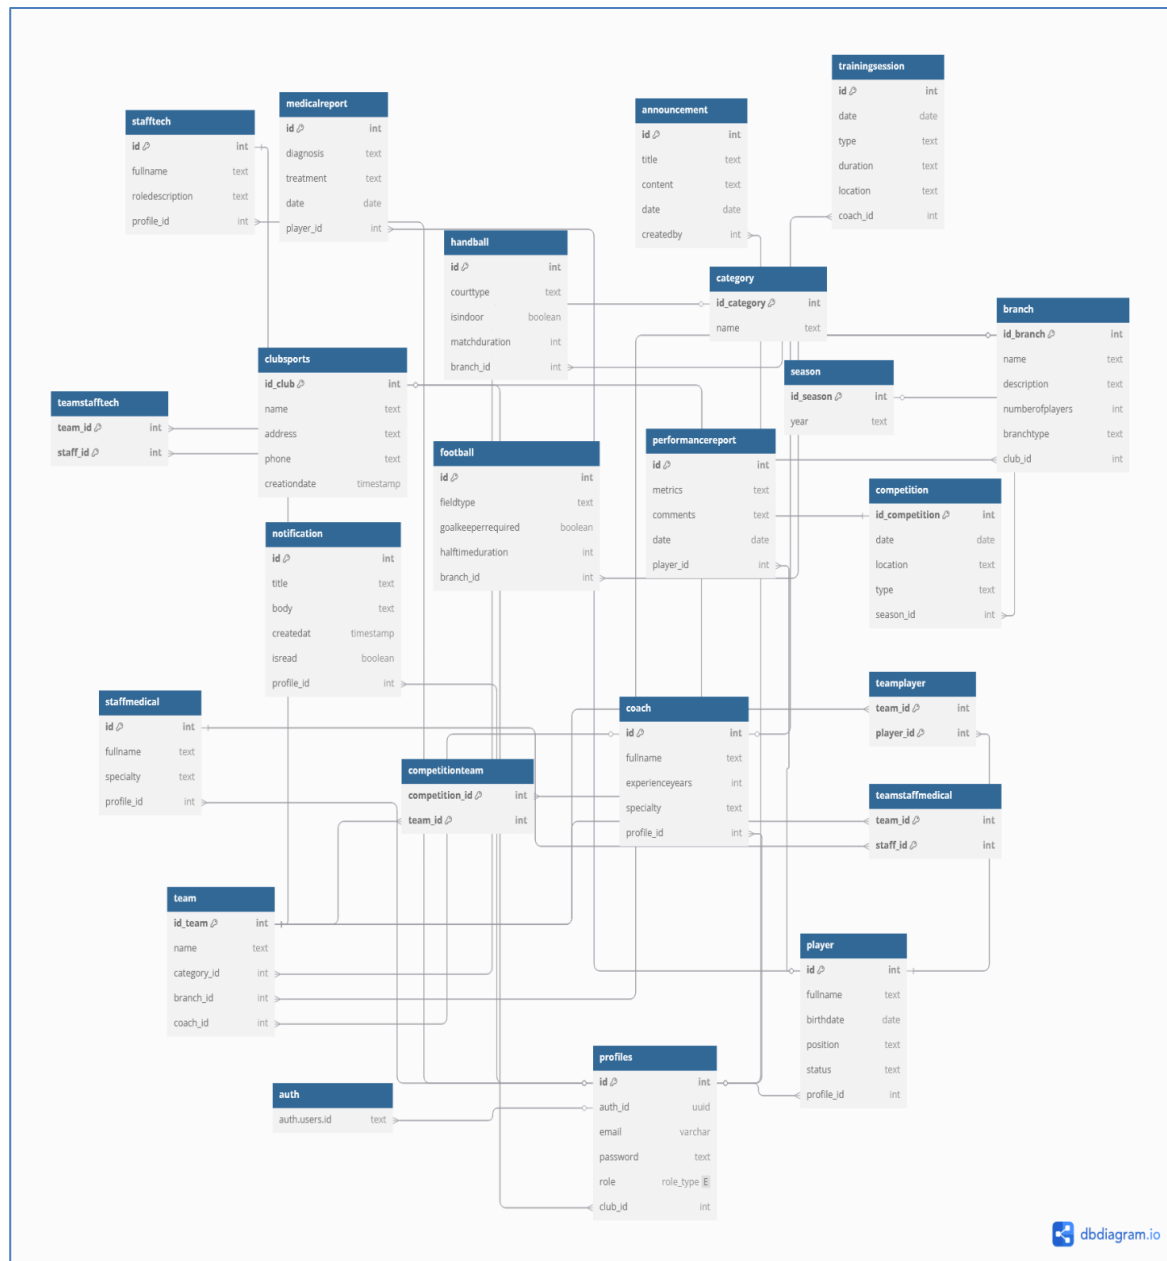 trainingsession
id int
date date
type text
duration text
location text
coach_id int
medicalreport
id int
diagnosis text
treatment text
date date
player_id int
announcement
id int
title text
content text
date date
createdby int
stafftech
id int
fullname text
roledescription text
profile_id int
handball
id int
courttype text
isindoor boolean
matchduration int
branch_id int
category
id_category int
name text
branch
id_branch int
name text
description text
numberofplayers int
branchtype text
club_id int
clubsports
id_club int
name text
address text
phone text
creationdate timestamp
season
id_season int
year text
teamstafftech
team_id int
staff_id int
performancereport
id int
metrics text
comments text
date date
player_id int
football
id int
fieldtype text
goalkeeperrequired boolean
halftimeduration int
branch_id int
competition
id_competition int
date date
location text
type text
season_id int
notification
id int
title text
body text
createdat timestamp
isread boolean
profile_id int
teamplayer
team_id int
player_id int
staffmedical
id int
fullname text
specialty text
profile_id int
coach
id int
fullname text
experienceyears int
specialty text
profile_id int
competitionteam
competition_id int
team_id int
teamstaffmedical
team_id int
staff_id int
team
id_team int
name text
category_id int
branch_id int
coach_id int
player
id int
fullname text
birthdate date
position text
status text
profile_id int
profiles
id int
auth_id uuid
email varchar
password text
role role_type E
club_id int
auth
auth.users.id text
dbdiagram.io